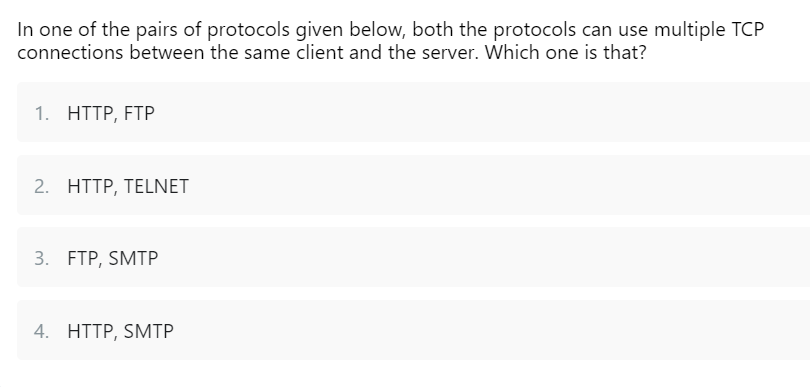 In one of the pairs of protocols given below, both the protocols can use multiple TCP
connections between the same client and the server. Which one is that?
1. HTTP, FTP
2. HTTP, TELNET
3. FTP, SMTP
4. HTTP, SMTP